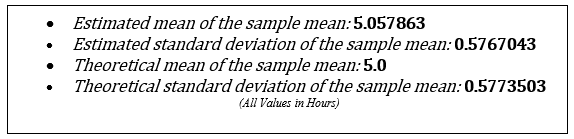 • Estimated mean of the sample mean: 5.057863
• Estimated standard deviation of the sample mean: 0.5767043
• Theoretical mean of the sample mean: 5.0
• Theoretical standard deviation of the sample mean: 0.5773503
(All Values in Hours)